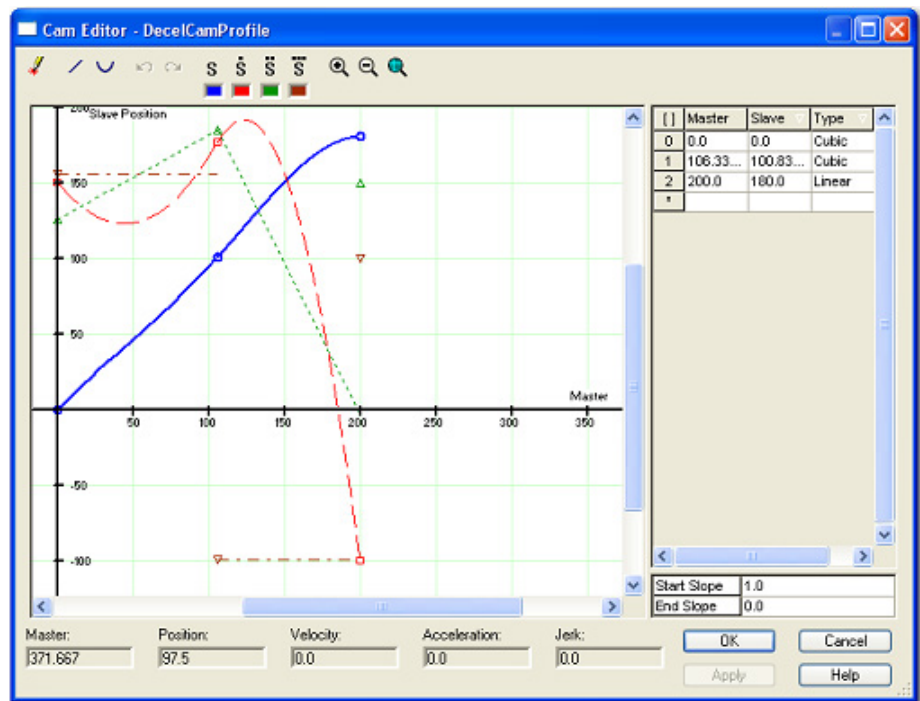 Cam Editor - DecelCamProfile
S Ṡ S̈ S⃛
200 Slave Position
150
100
50
-50
-100
50 100 150 200 250 300 350
Master
[ ] Master Slave Type
0 0.0 0.0 Cubic
1 106.33... 100.83... Cubic
2 200.0 180.0 Linear
*
Start Slope 1.0
End Slope 0.0
Master: Position: Velocity: Acceleration: Jerk:
371.667 97.5 0.0 0.0 0.0
OK Cancel
Apply Help